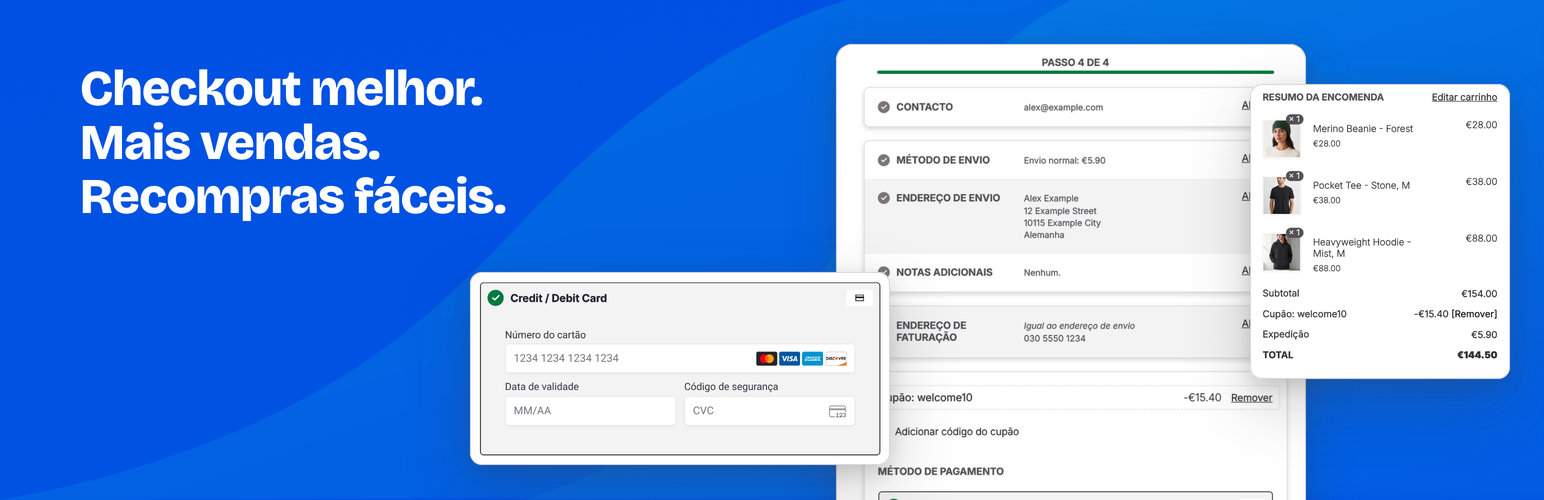 Checkout melhor.
Mais vendas.
Recompras fáceis.
PASSO 4 DE 4
CONTACTO
alex@example.com
MÉTODO DE ENVIO
Envio normal: €5.90
ENDEREÇO DE ENVIO
Alex Example
12 Example Street
10115 Example City
Alemanha
NOTAS ADICIONAIS
Nenhum.
ENDEREÇO DE
FATURAÇÃO
Igual ao endereço de envio
030 5550 1234
welcome10
-€15.40
Remover
Adicionar código do cupão
MÉTODO DE PAGAMENTO
Credit / Debit Card
Número do cartão
1234 1234 1234 1234
VISA
DISCOVER
Data de validade
Código de segurança
MM/AA
CVC
123
RESUMO DA ENCOMENDA
Editar carrinho
× 1
Merino Beanie - Forest
€28.00
€28.00
× 1
Pocket Tee - Stone, M
€38.00
€38.00
× 1
Heavyweight Hoodie -
Mist, M
€88.00
€88.00
Subtotal
€154.00
Cupão: welcome10
-€15.40 [Remover]
Expedição
€5.90
TOTAL
€144.50